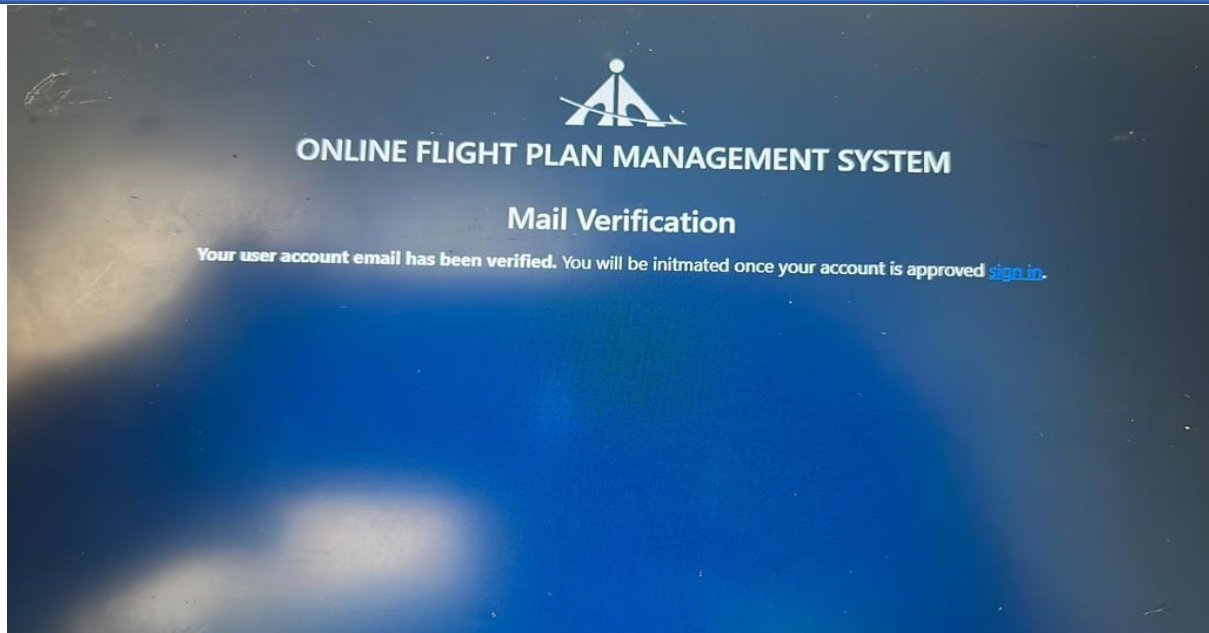 ONLINE FLIGHT PLAN MANAGEMENT SYSTEM
Mail Verification
Your user account email has been verified. You will be initmated once your account is approved sign in.